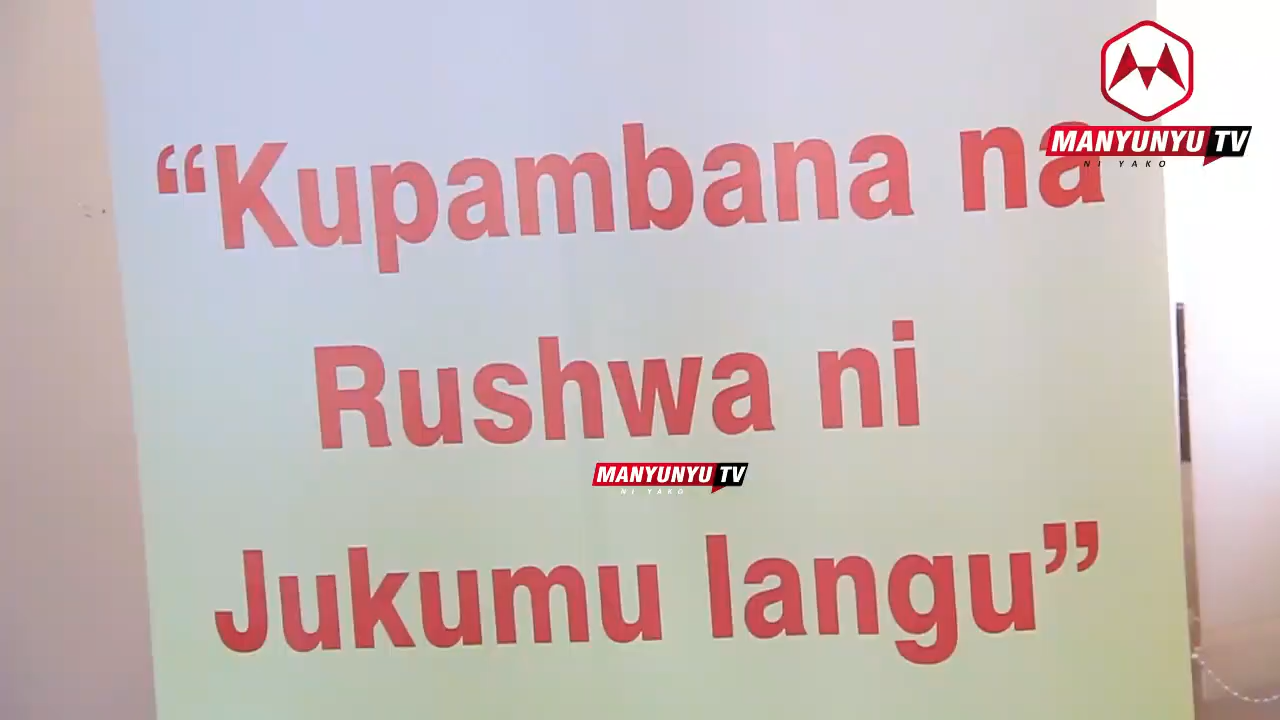 MANYUNYU TV
NI YAKO
“Kupambana na
Rushwa ni
MANYUNYU TV
NI YAKO
Jukumu langu”